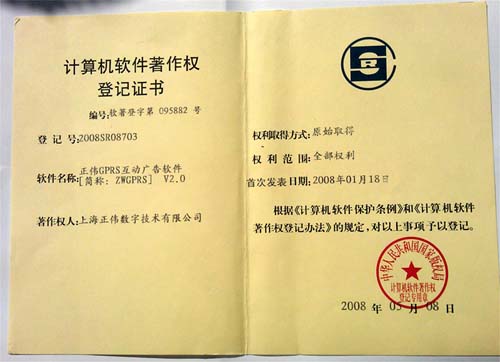 计算机软件著作权
登记证书
编号:软著登字第 095882 号
登 记 号:2008SR08703
软件名称:正伟GPRS互动广告软件
[简称: ZWGPRS] V2.0
著作权人:上海正伟数字技术有限公司
权利取得方式:原始取得
权 利 范 围:全部权利
首次发表日期:2008年01月18日
根据《计算机软件保护条例》和《计算机软件
著作权登记办法》的规定,对以上事项予以登记。
中华人民共和国国家版权局
计算机软件著作权
登记专用章
2008 年 05 月 08 日